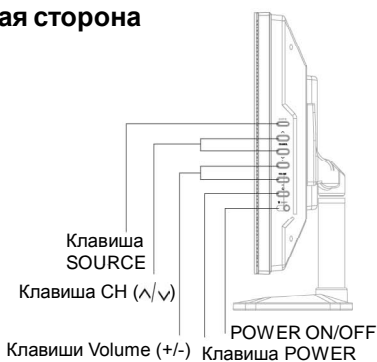 ая сторона
Клавиша
SOURCE
Клавиша CH (∧/∨)
POWER ON/OFF
Клавиши Volume (+/-) Клавиша POWER